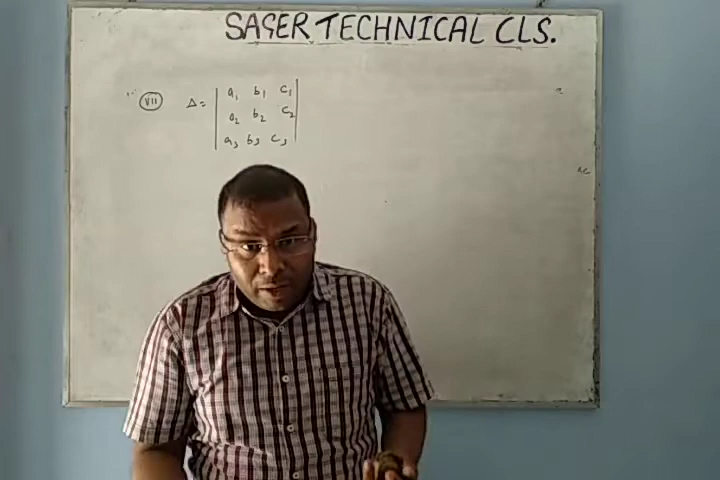 SAGER TECHNICAL CLS.
VII Δ= | a₁ b₁ c₁ |
| a₂ b₂ c₂ |
| a₃ b₃ c₃ |